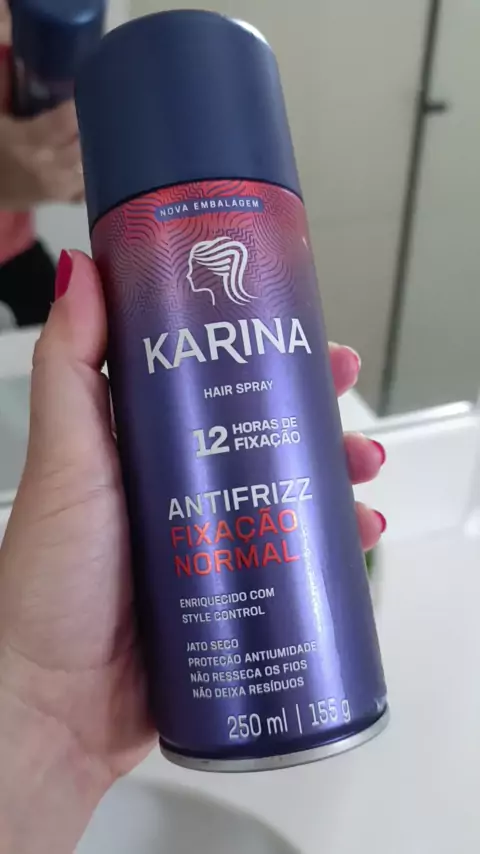 NOVA EMBALAGEM
KARINA
HAIR SPRAY
12 HORAS DE
FIXAÇÃO
ANTIFRIZZ
FIXAÇÃO
NORMAL
ENRIQUECIDO COM
STYLE CONTROL
JATO SECO
PROTEÇÃO ANTIUMIDADE
NÃO RESSECA OS FIOS
NÃO DEIXA RESÍDUOS
250 ml | 155 g